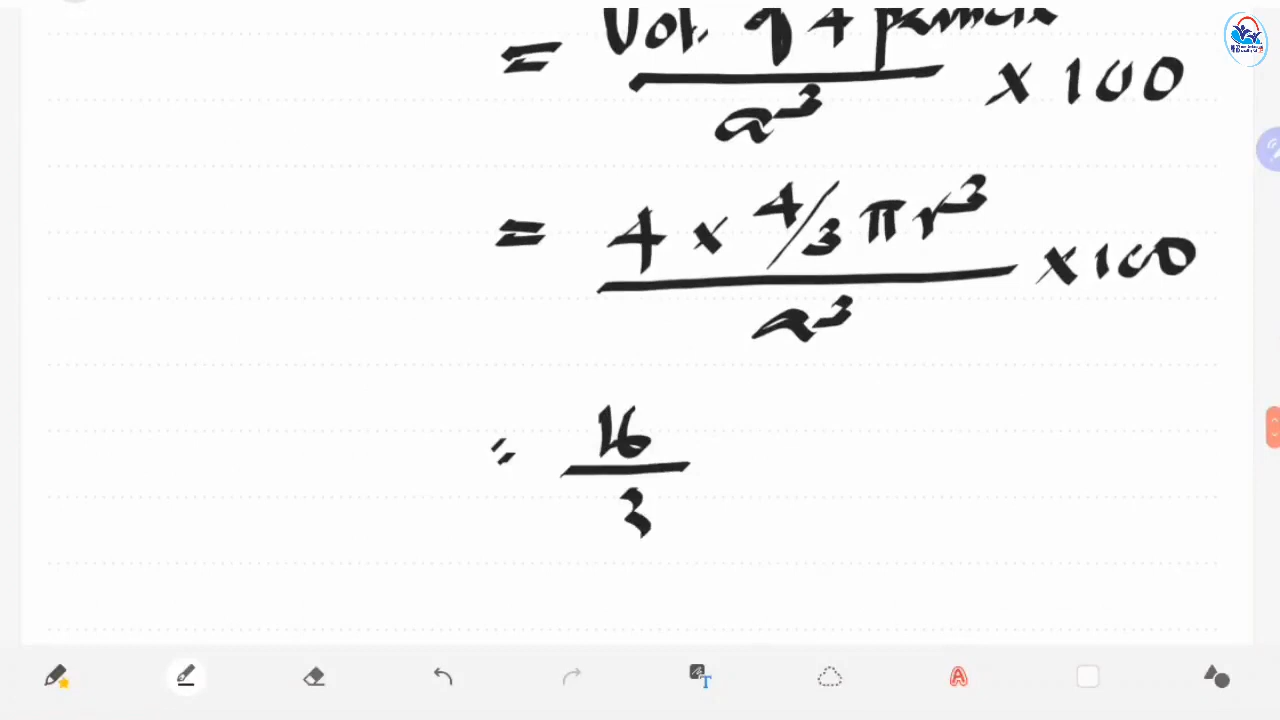 = Vol. of 4 particle / a³ × 100
= 4 × 4/3 πr³ / a³ × 100
= 16 / 3